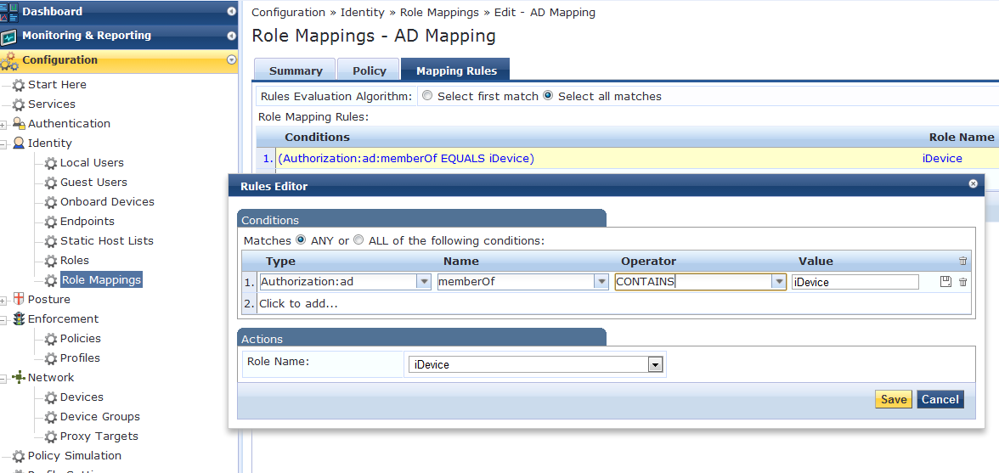 Dashboard
Monitoring & Reporting
Configuration
Start Here
Services
Authentication
Identity
Local Users
Guest Users
Onboard Devices
Endpoints
Static Host Lists
Roles
Role Mappings
Posture
Enforcement
Policies
Profiles
Network
Devices
Device Groups
Proxy Targets
Policy Simulation
Configuration » Identity » Role Mappings » Edit - AD Mapping
Role Mappings - AD Mapping
Summary Policy Mapping Rules
Rules Evaluation Algorithm: Select first match Select all matches
Role Mapping Rules:
Conditions Role Name
1. (Authorization:ad:memberOf EQUALS iDevice) iDevice
Rules Editor
Conditions
Matches ANY or ALL of the following conditions:
Type Name Operator Value
1. Authorization:ad memberOf CONTAINS iDevice
2. Click to add...
Actions
Role Name: iDevice
Save Cancel